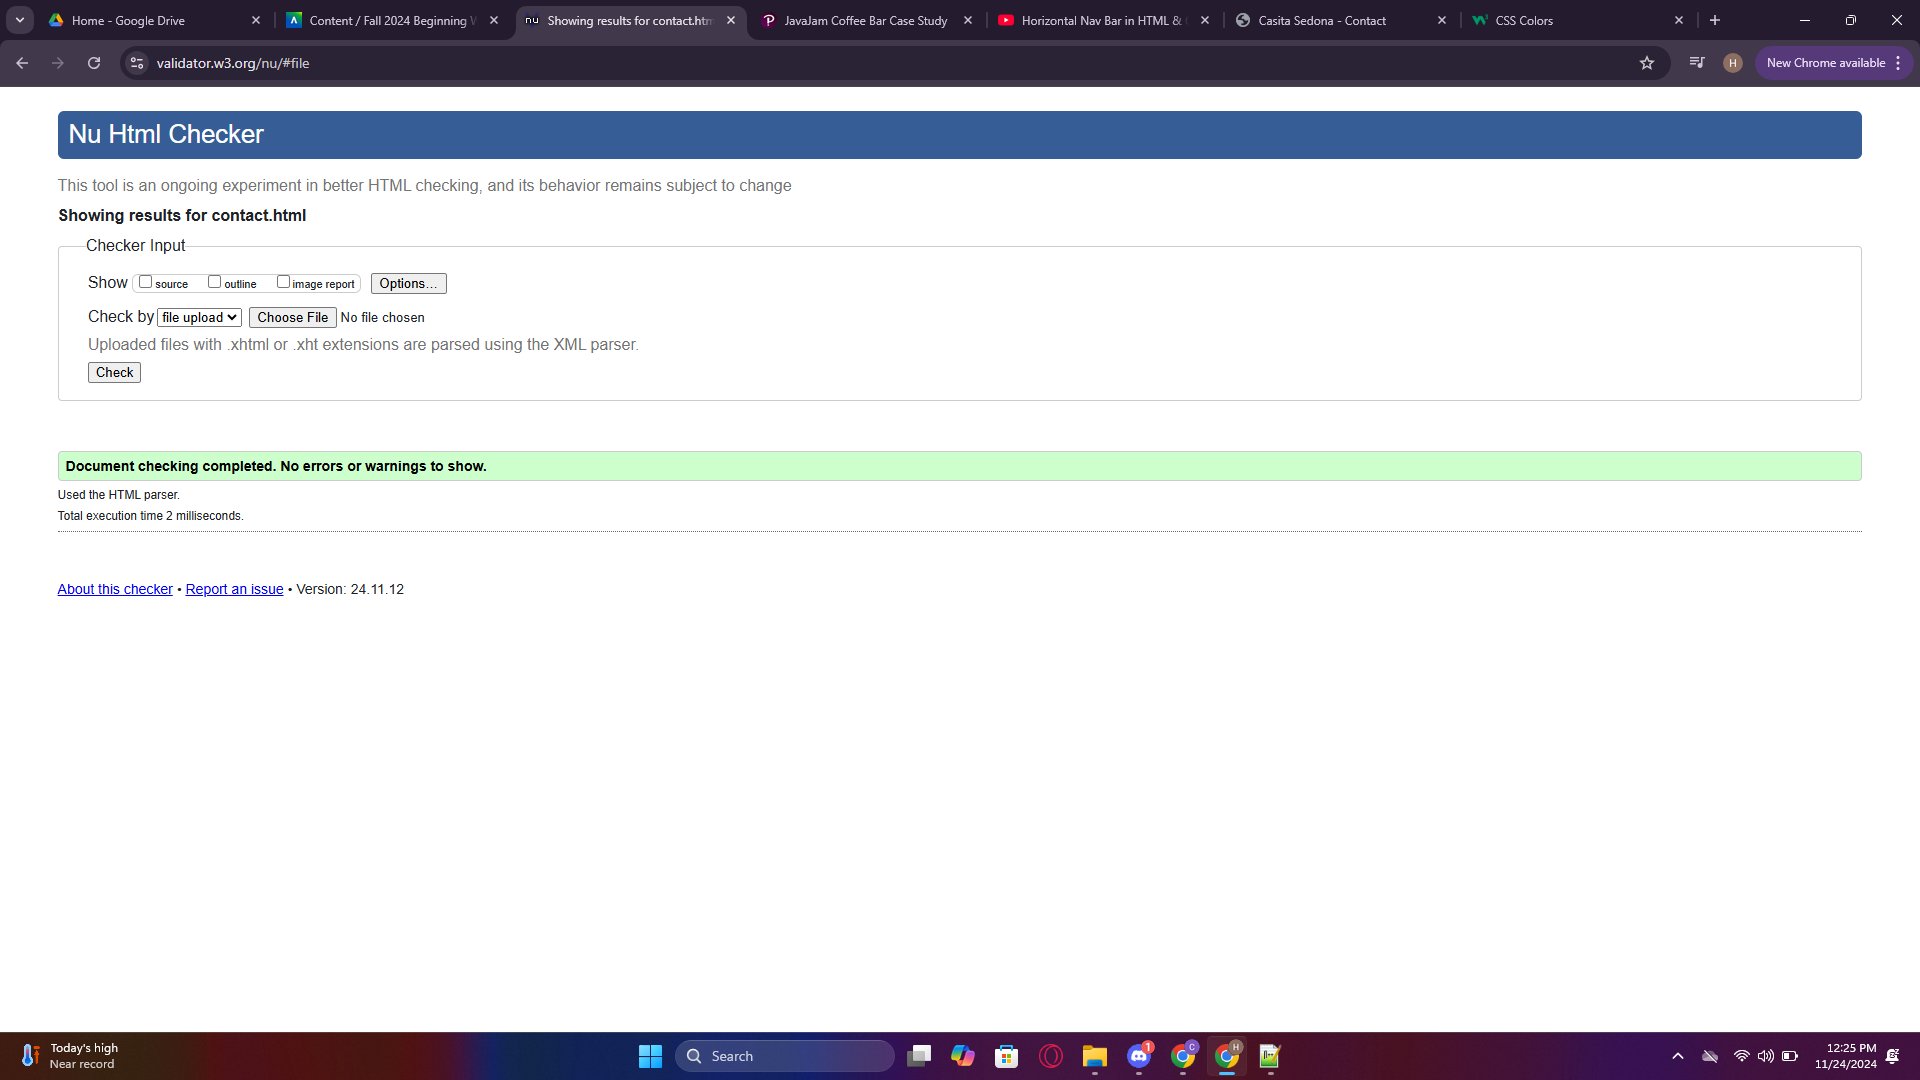 Home - Google Drive
Content / Fall 2024 Beginning W
nu Showing results for contact.htm
JavaJam Coffee Bar Case Study
Horizontal Nav Bar in HTML &
Casita Sedona - Contact
CSS Colors
validator.w3.org/nu/#file
H
New Chrome available
Nu Html Checker
This tool is an ongoing experiment in better HTML checking, and its behavior remains subject to change
Showing results for contact.html
Checker Input
Show source outline image report Options...
Check by file upload Choose File No file chosen
Uploaded files with .xhtml or .xht extensions are parsed using the XML parser.
Check
Document checking completed. No errors or warnings to show.
Used the HTML parser.
Total execution time 2 milliseconds.
About this checker • Report an issue • Version: 24.11.12
Today's high
Near record
Search
1
C
H
12:25 PM
11/24/2024